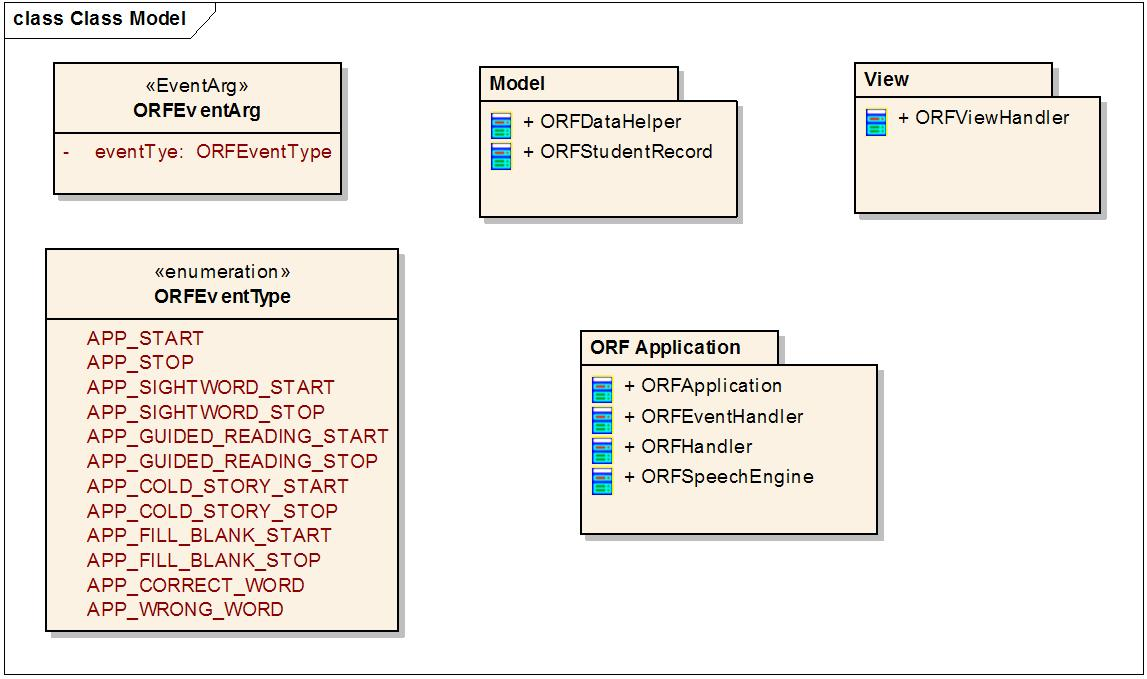 class Class Model
«EventArg»
ORFEventArg
- eventTye: ORFEventType
Model
+ ORFDataHelper
+ ORFStudentRecord
View
+ ORFViewHandler
«enumeration»
ORFEventType
APP_START
APP_STOP
APP_SIGHTWORD_START
APP_SIGHTWORD_STOP
APP_GUIDED_READING_START
APP_GUIDED_READING_STOP
APP_COLD_STORY_START
APP_COLD_STORY_STOP
APP_FILL_BLANK_START
APP_FILL_BLANK_STOP
APP_CORRECT_WORD
APP_WRONG_WORD
ORF Application
+ ORFApplication
+ ORFEventHandler
+ ORFHandler
+ ORFSpeechEngine